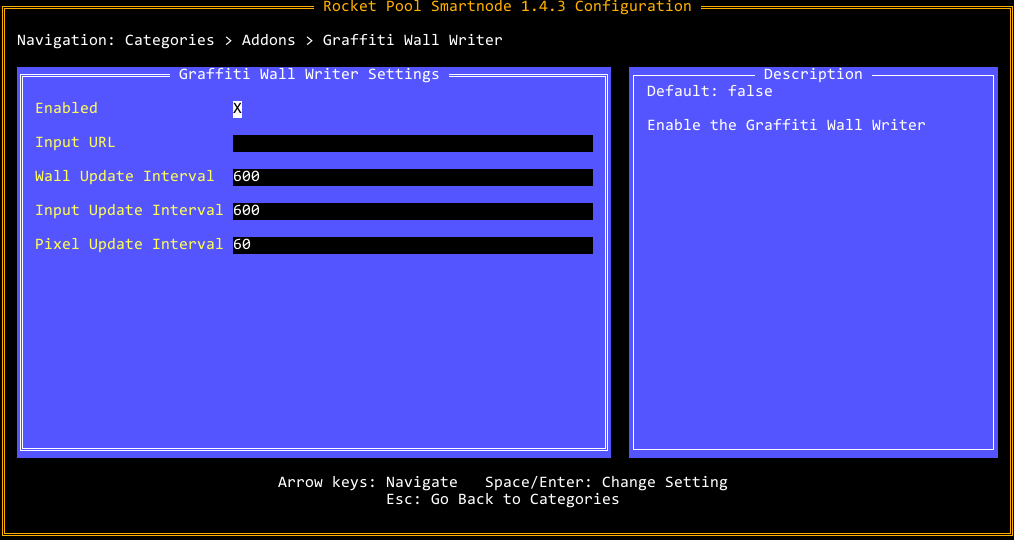 Rocket Pool Smartnode 1.4.3 Configuration
Navigation: Categories > Addons > Graffiti Wall Writer
Graffiti Wall Writer Settings
Enabled X
Input URL
Wall Update Interval 600
Input Update Interval 600
Pixel Update Interval 60
Description
Default: false
Enable the Graffiti Wall Writer
Arrow keys: Navigate Space/Enter: Change Setting
Esc: Go Back to Categories